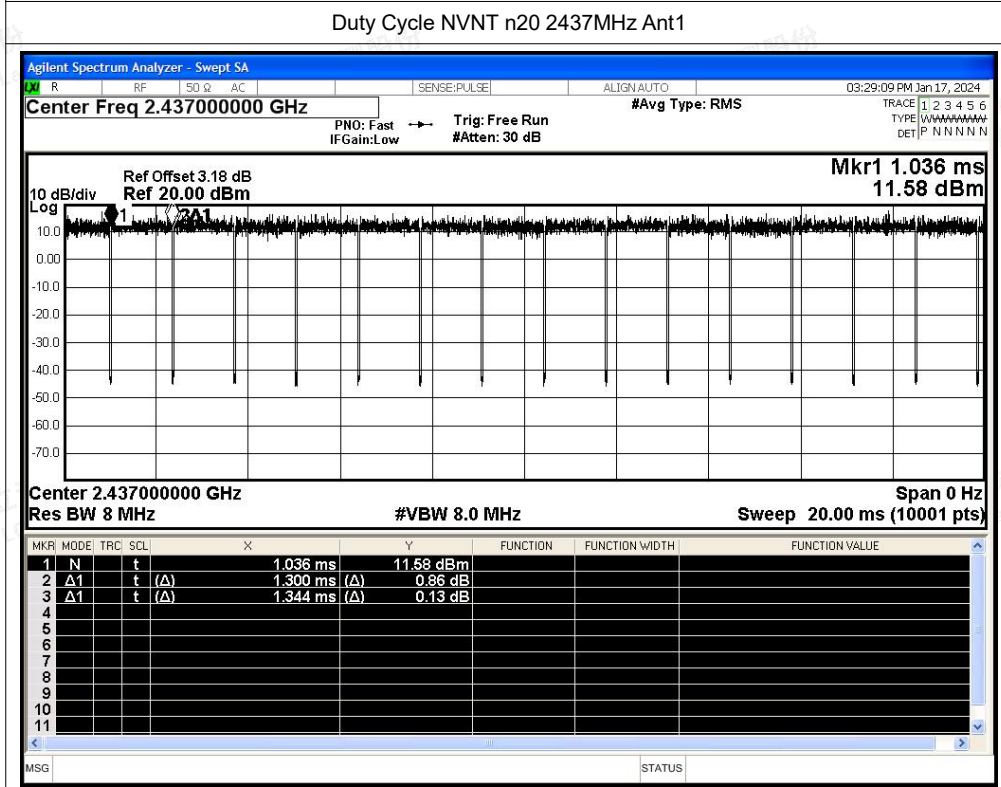 Duty Cycle NVNT n20 2437MHz Ant1
Agilent Spectrum Analyzer - Swept SA
LXI R RF 50 Ω AC SENSE:PULSE ALIGN AUTO 03:29:09 PM Jan 17, 2024
Center Freq 2.437000000 GHz #Avg Type: RMS TRACE 1 2 3 4 5 6
PNO: Fast Trig: Free Run TYPE WWWWWW
IFGain:Low #Atten: 30 dB DET P N N N N N
Mkr1 1.036 ms
Ref Offset 3.18 dB
10 dB/div Ref 20.00 dBm 11.58 dBm
Log
1 2Δ1
10.0
0.00
-10.0
-20.0
-30.0
-40.0
-50.0
-60.0
-70.0
Center 2.437000000 GHz Span 0 Hz
Res BW 8 MHz #VBW 8.0 MHz Sweep 20.00 ms (10001 pts)
MKR MODE TRC SCL X Y FUNCTION FUNCTION WIDTH FUNCTION VALUE
1 N t 1.036 ms 11.58 dBm
2 Δ1 t (Δ) 1.300 ms (Δ) 0.86 dB
3 Δ1 t (Δ) 1.344 ms (Δ) 0.13 dB
4
5
6
7
8
9
10
11
MSG STATUS